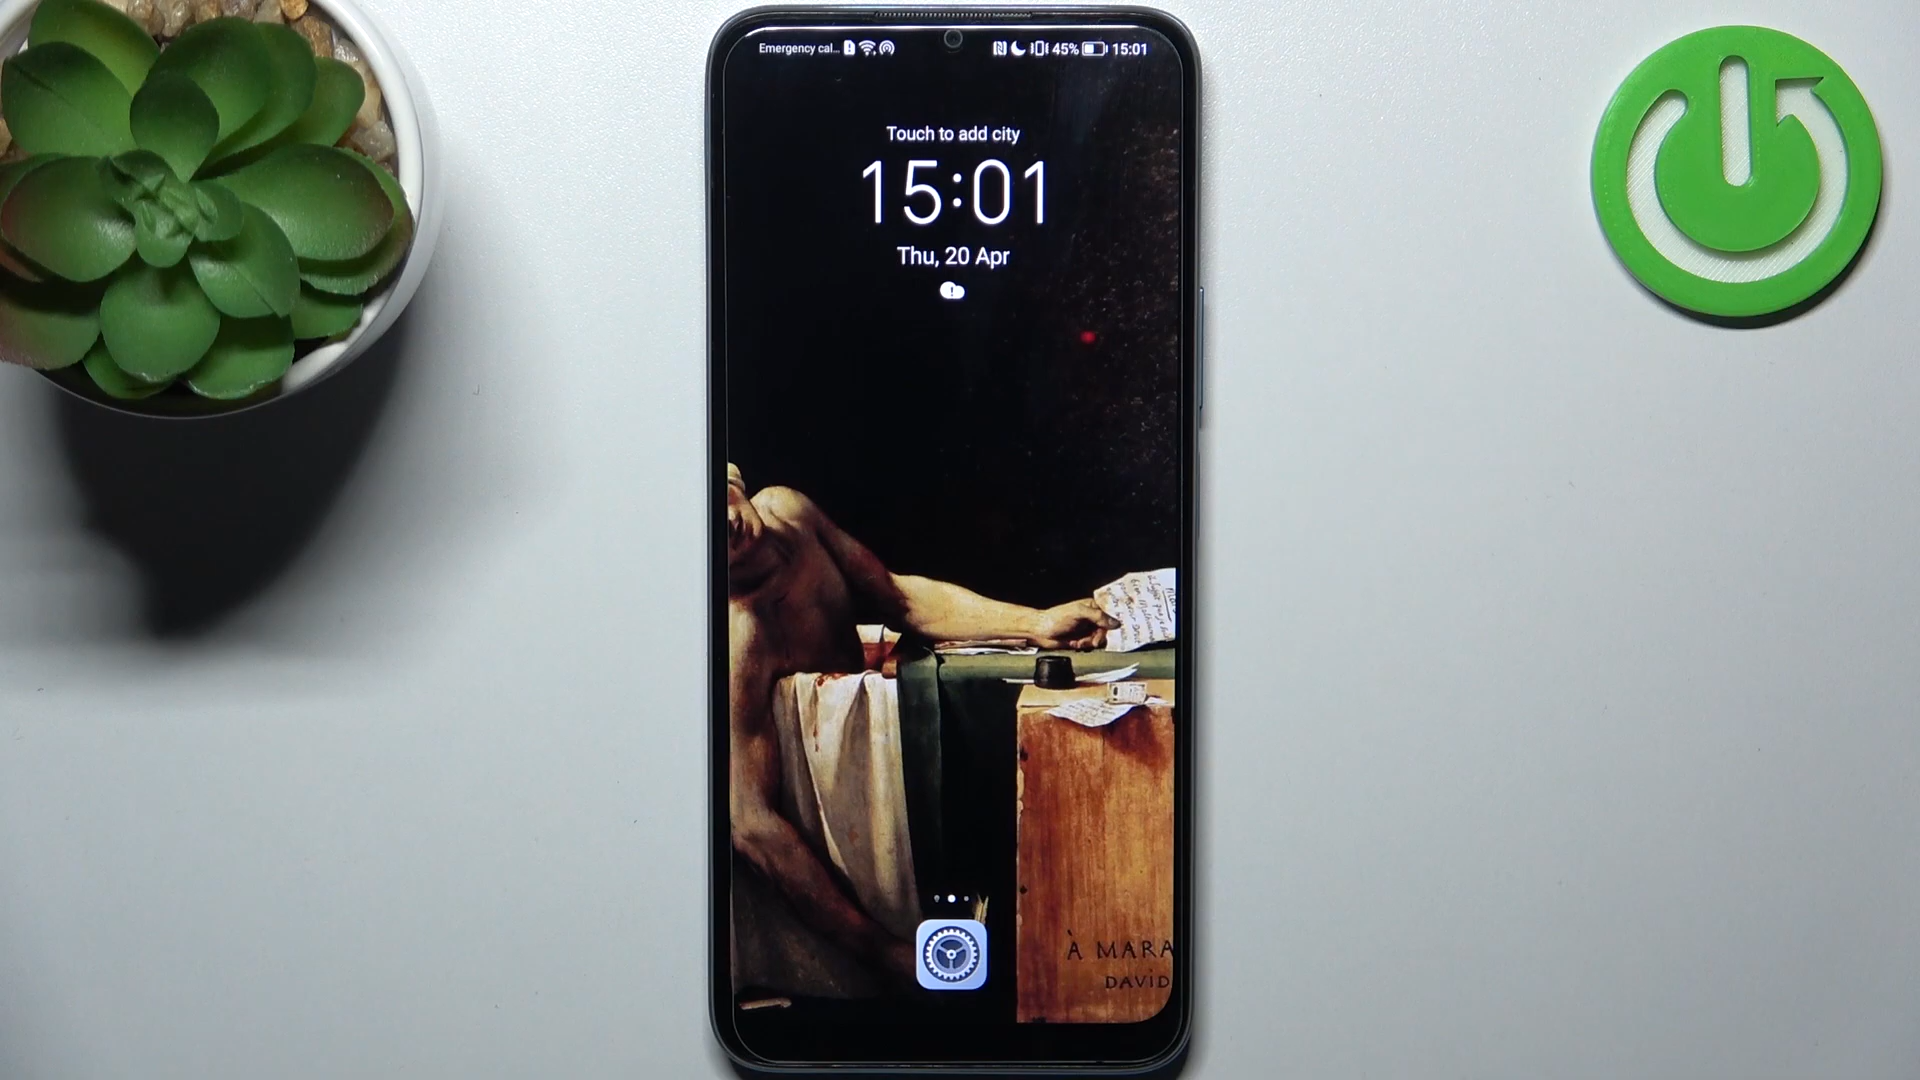 Emergency cal... 45% 15:01
Touch to add city
15:01
Thu, 20 Apr
À MARA
DAVID